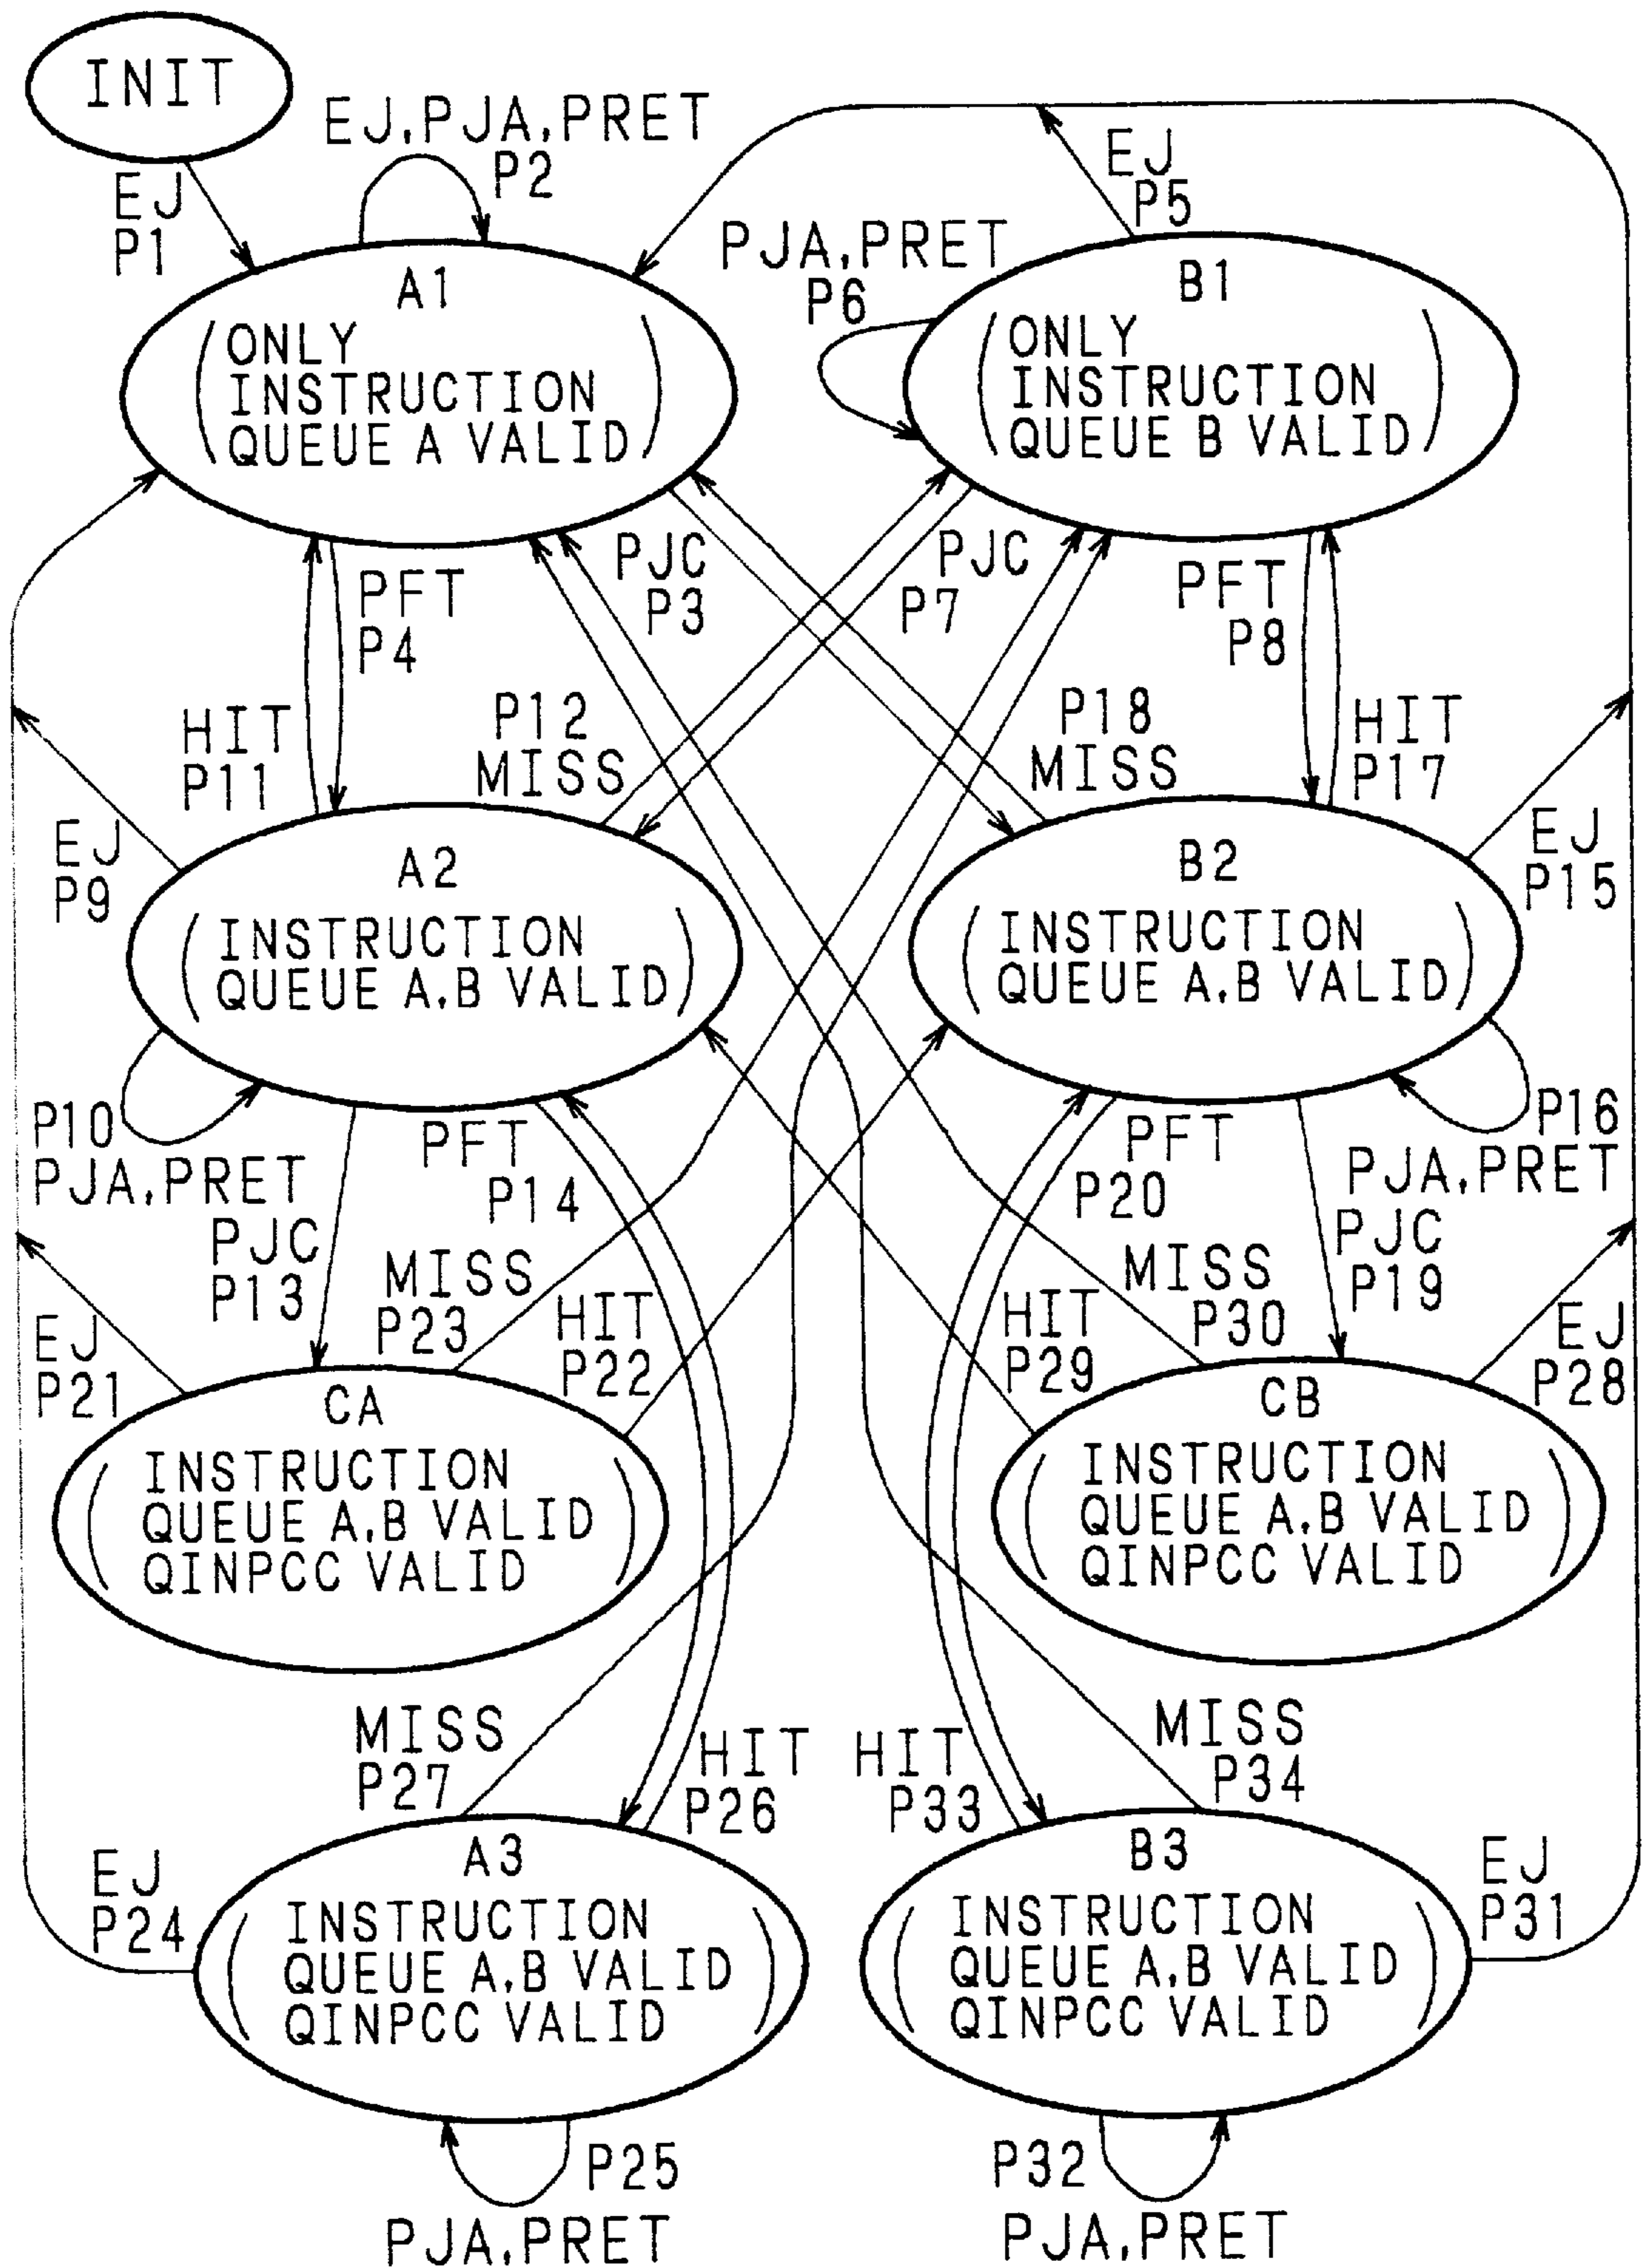 INIT
EJ
P1
EJ,PJA,PRET
P2
EJ
P5
PJA,PRET
P6
A1
ONLY
INSTRUCTION
QUEUE A VALID
B1
ONLY
INSTRUCTION
QUEUE B VALID
PFT
P4
PJC
P3
PJC
P7
PFT
P8
HIT
P11
P12
MISS
P18
MISS
HIT
P17
EJ
P9
EJ
P15
A2
INSTRUCTION
QUEUE A,B VALID
B2
INSTRUCTION
QUEUE A,B VALID
P10
PJA,PRET
PFT
P14
PFT
P20
P16
PJA,PRET
PJC
P13
MISS
P23
HIT
P22
HIT
P29
MISS
P30
PJC
P19
EJ
P21
EJ
P28
CA
INSTRUCTION
QUEUE A,B VALID
QINPCC VALID
CB
INSTRUCTION
QUEUE A,B VALID
QINPCC VALID
MISS
P27
HIT
P26
HIT
P33
MISS
P34
EJ
P24
EJ
P31
A3
INSTRUCTION
QUEUE A,B VALID
QINPCC VALID
B3
INSTRUCTION
QUEUE A,B VALID
QINPCC VALID
P25
PJA,PRET
P32
PJA,PRET